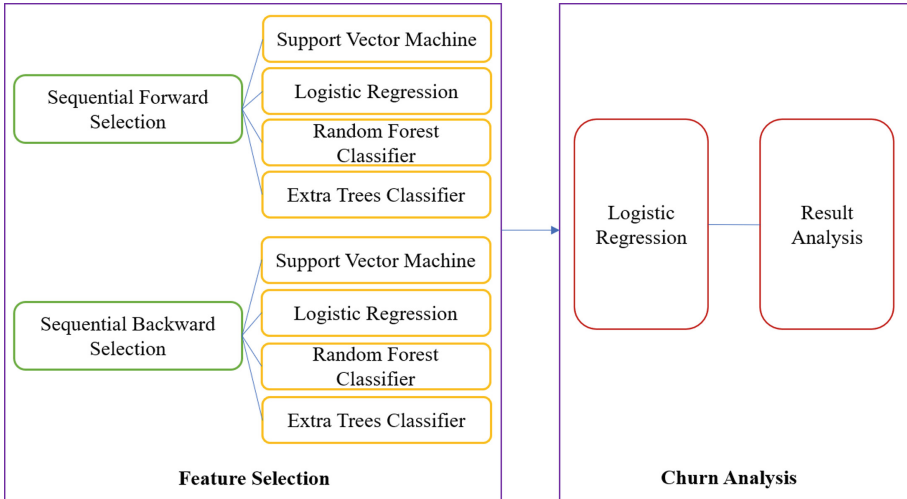 Sequential Forward
Selection
Support Vector Machine
Logistic Regression
Random Forest
Classifier
Extra Trees Classifier
Sequential Backward
Selection
Support Vector Machine
Logistic Regression
Random Forest
Classifier
Extra Trees Classifier
Feature Selection
Logistic
Regression
Result
Analysis
Churn Analysis